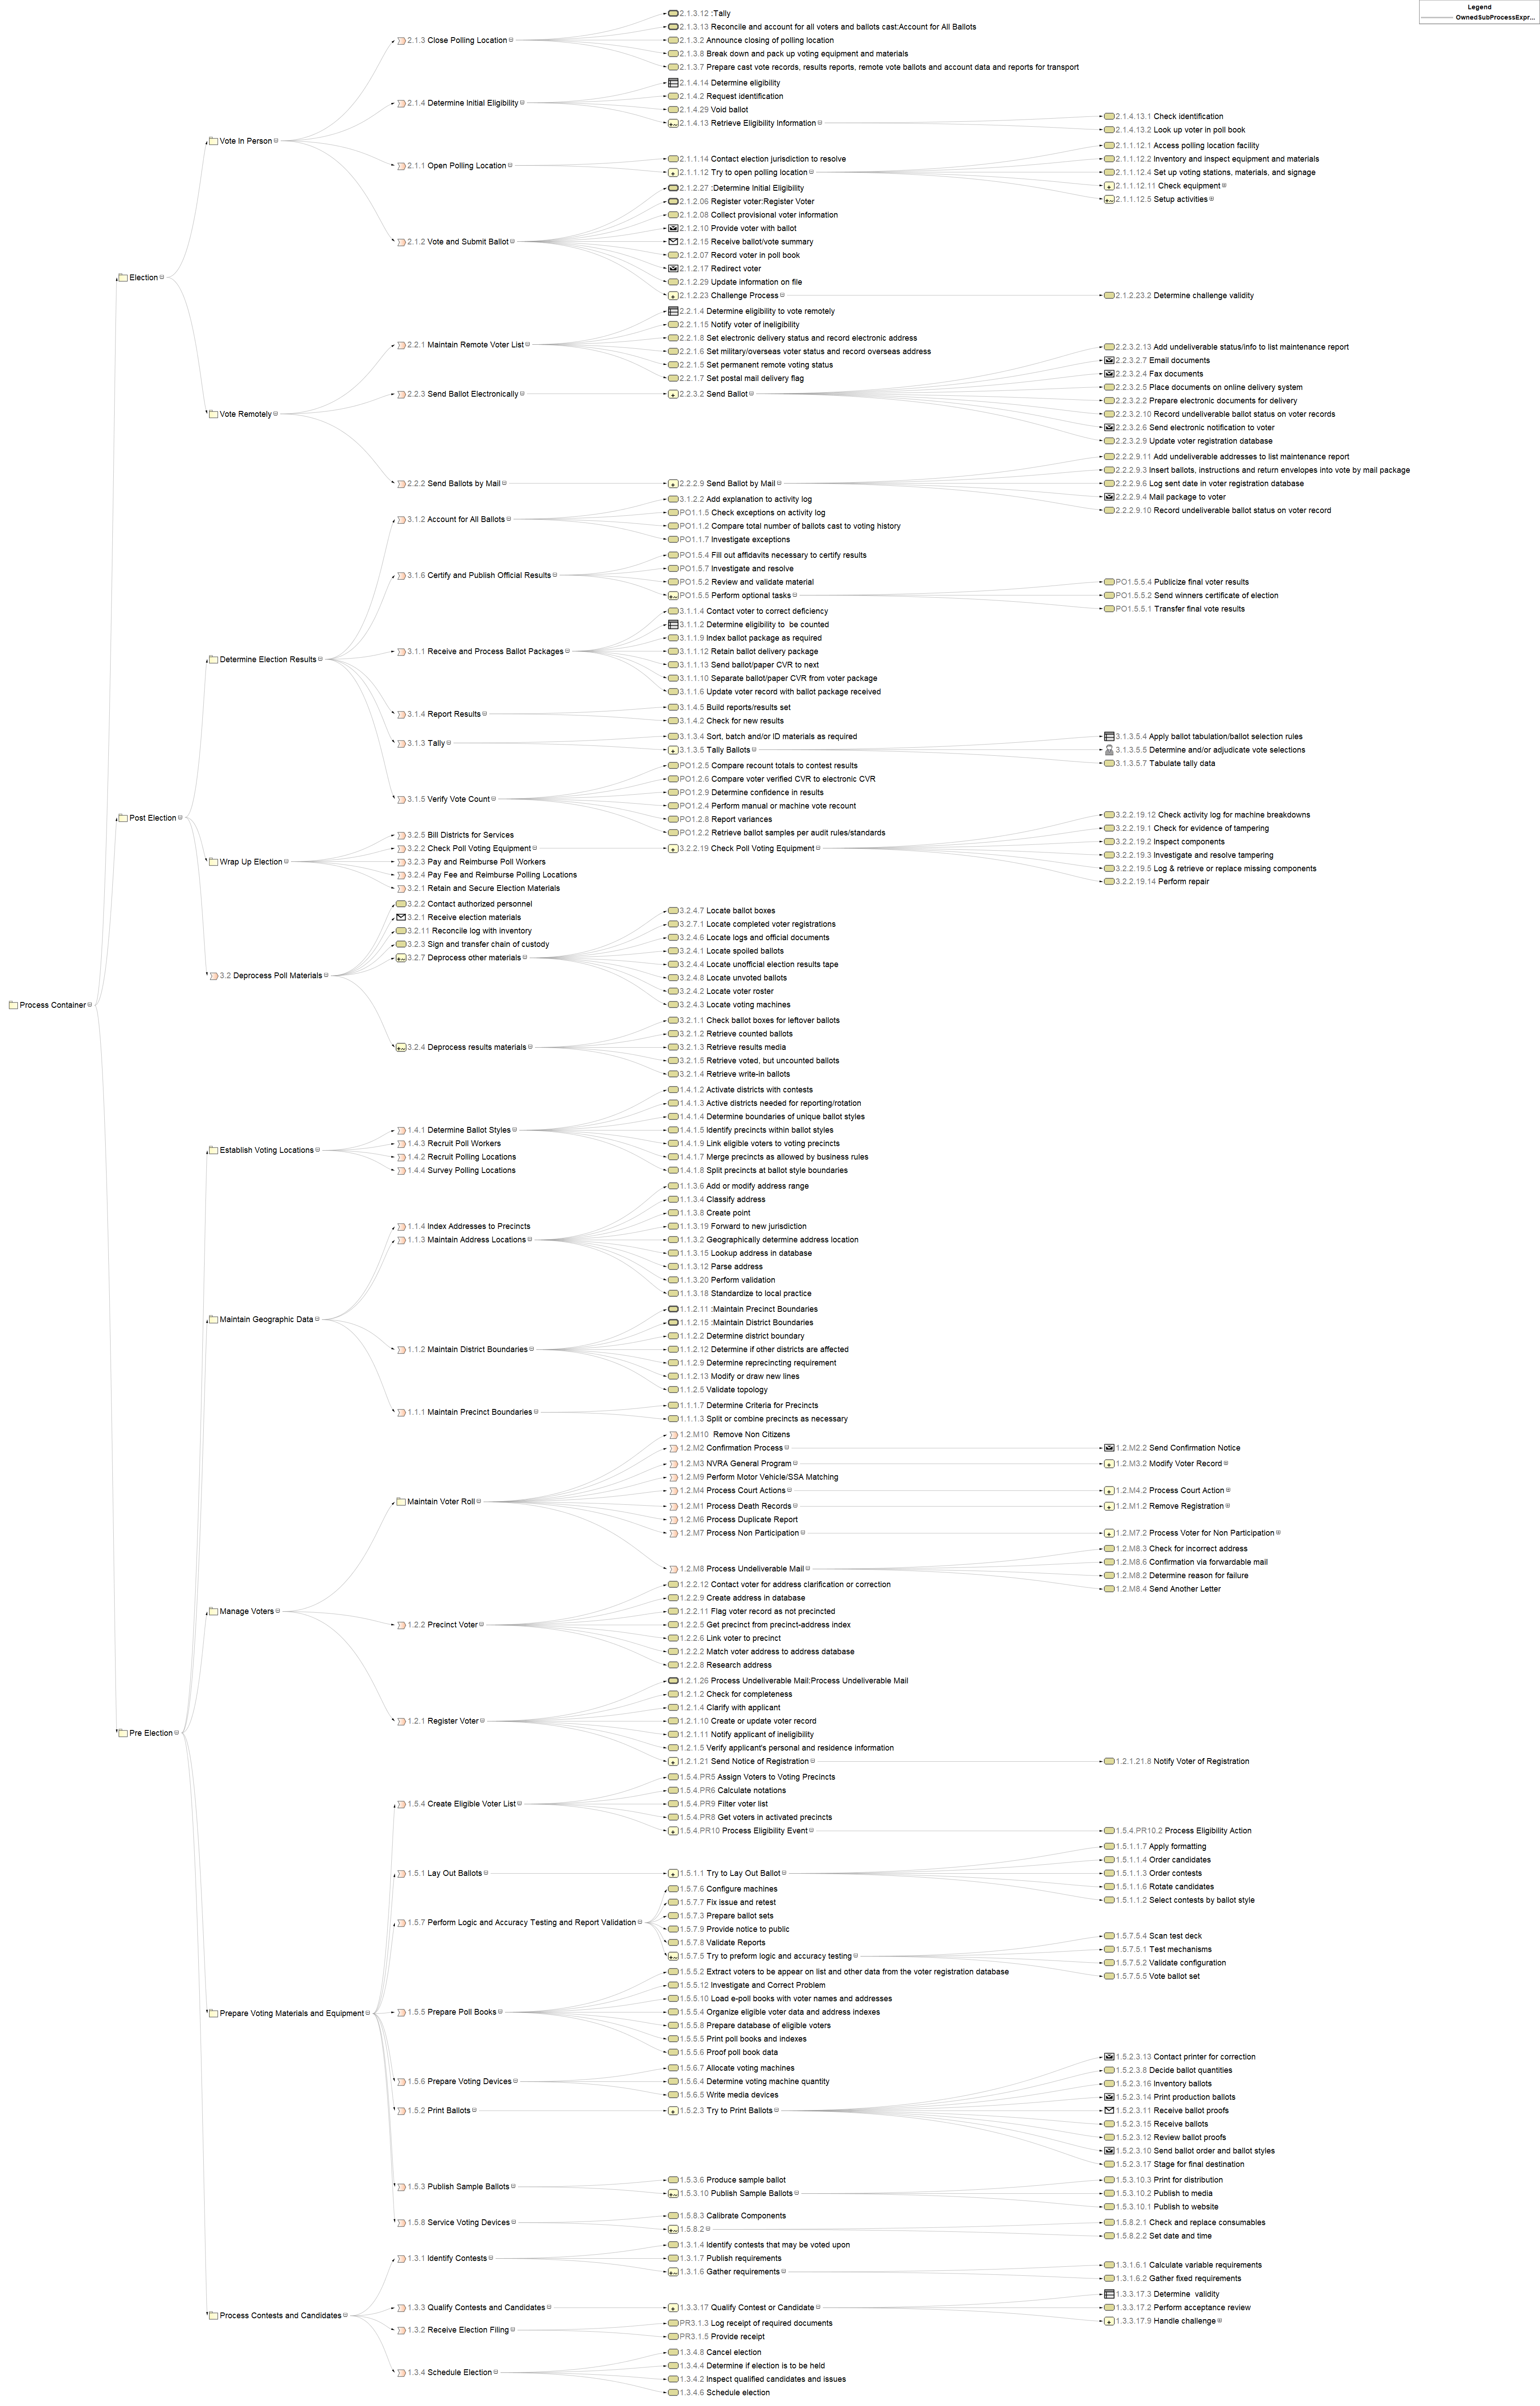 Legend
OwnedSubProcessExpr...
Process Container
Election
Vote In Person
2.1.3 Close Polling Location
2.1.3.12 :Tally
2.1.3.13 Reconcile and account for all voters and ballots cast:Account for All Ballots
2.1.3.2 Announce closing of polling location
2.1.3.8 Break down and pack up voting equipment and materials
2.1.3.7 Prepare cast vote records, results reports, remote vote ballots and account data and reports for transport
2.1.4 Determine Initial Eligibility
2.1.4.14 Determine eligibility
2.1.4.2 Request identification
2.1.4.29 Void ballot
2.1.4.13 Retrieve Eligibility Information
2.1.4.13.1 Check identification
2.1.4.13.2 Look up voter in poll book
2.1.1 Open Polling Location
2.1.1.14 Contact election jurisdiction to resolve
2.1.1.12 Try to open polling location
2.1.1.12.1 Access polling location facility
2.1.1.12.2 Inventory and inspect equipment and materials
2.1.1.12.4 Set up voting stations, materials, and signage
2.1.1.12.11 Check equipment
2.1.1.12.5 Setup activities
2.1.2 Vote and Submit Ballot
2.1.2.27 :Determine Initial Eligibility
2.1.2.06 Register voter:Register Voter
2.1.2.08 Collect provisional voter information
2.1.2.10 Provide voter with ballot
2.1.2.15 Receive ballot/vote summary
2.1.2.07 Record voter in poll book
2.1.2.17 Redirect voter
2.1.2.29 Update information on file
2.1.2.23 Challenge Process
2.1.2.23.2 Determine challenge validity
Vote Remotely
2.2.1 Maintain Remote Voter List
2.2.1.4 Determine eligibility to vote remotely
2.2.1.15 Notify voter of ineligibility
2.2.1.8 Set electronic delivery status and record electronic address
2.2.1.6 Set military/overseas voter status and record overseas address
2.2.1.5 Set permanent remote voting status
2.2.1.7 Set postal mail delivery flag
2.2.3 Send Ballot Electronically
2.2.3.2 Send Ballot
2.2.3.2.13 Add undeliverable status/info to list maintenance report
2.2.3.2.7 Email documents
2.2.3.2.4 Fax documents
2.2.3.2.5 Place documents on online delivery system
2.2.3.2.2 Prepare electronic documents for delivery
2.2.3.2.10 Record undeliverable ballot status on voter records
2.2.3.2.6 Send electronic notification to voter
2.2.3.2.9 Update voter registration database
2.2.2 Send Ballots by Mail
2.2.2.9 Send Ballot by Mail
2.2.2.9.11 Add undeliverable addresses to list maintenance report
2.2.2.9.3 Insert ballots, instructions and return envelopes into vote by mail package
2.2.2.9.6 Log sent date in voter registration database
2.2.2.9.4 Mail package to voter
2.2.2.9.10 Record undeliverable ballot status on voter record
Post Election
Determine Election Results
3.1.2 Account for All Ballots
3.1.2.2 Add explanation to activity log
PO1.1.5 Check exceptions on activity log
PO1.1.2 Compare total number of ballots cast to voting history
PO1.1.7 Investigate exceptions
3.1.6 Certify and Publish Official Results
PO1.5.4 Fill out affidavits necessary to certify results
PO1.5.7 Investigate and resolve
PO1.5.2 Review and validate material
PO1.5.5 Perform optional tasks
PO1.5.5.4 Publicize final voter results
PO1.5.5.2 Send winners certificate of election
PO1.5.5.1 Transfer final vote results
3.1.1 Receive and Process Ballot Packages
3.1.1.4 Contact voter to correct deficiency
3.1.1.2 Determine eligibility to be counted
3.1.1.9 Index ballot package as required
3.1.1.12 Retain ballot delivery package
3.1.1.13 Send ballot/paper CVR to next
3.1.1.10 Separate ballot/paper CVR from voter package
3.1.1.6 Update voter record with ballot package received
3.1.4 Report Results
3.1.4.5 Build reports/results set
3.1.4.2 Check for new results
3.1.3 Tally
3.1.3.4 Sort, batch and/or ID materials as required
3.1.3.5 Tally Ballots
3.1.3.5.4 Apply ballot tabulation/ballot selection rules
3.1.3.5.5 Determine and/or adjudicate vote selections
3.1.3.5.7 Tabulate tally data
3.1.5 Verify Vote Count
PO1.2.5 Compare recount totals to contest results
PO1.2.6 Compare voter verified CVR to electronic CVR
PO1.2.9 Determine confidence in results
PO1.2.4 Perform manual or machine vote recount
PO1.2.8 Report variances
PO1.2.2 Retrieve ballot samples per audit rules/standards
Wrap Up Election
3.2.5 Bill Districts for Services
3.2.2 Check Poll Voting Equipment
3.2.2.19 Check Poll Voting Equipment
3.2.2.19.12 Check activity log for machine breakdowns
3.2.2.19.1 Check for evidence of tampering
3.2.2.19.2 Inspect components
3.2.2.19.3 Investigate and resolve tampering
3.2.2.19.5 Log & retrieve or replace missing components
3.2.2.19.14 Perform repair
3.2.3 Pay and Reimburse Poll Workers
3.2.4 Pay Fee and Reimburse Polling Locations
3.2.1 Retain and Secure Election Materials
3.2 Deprocess Poll Materials
3.2.2 Contact authorized personnel
3.2.1 Receive election materials
3.2.11 Reconcile log with inventory
3.2.3 Sign and transfer chain of custody
3.2.7 Deprocess other materials
3.2.4.7 Locate ballot boxes
3.2.7.1 Locate completed voter registrations
3.2.4.6 Locate logs and official documents
3.2.4.1 Locate spoiled ballots
3.2.4.4 Locate unofficial election results tape
3.2.4.8 Locate unvoted ballots
3.2.4.2 Locate voter roster
3.2.4.3 Locate voting machines
3.2.4 Deprocess results materials
3.2.1.1 Check ballot boxes for leftover ballots
3.2.1.2 Retrieve counted ballots
3.2.1.3 Retrieve results media
3.2.1.5 Retrieve voted, but uncounted ballots
3.2.1.4 Retrieve write-in ballots
Pre Election
Establish Voting Locations
1.4.1 Determine Ballot Styles
1.4.1.2 Activate districts with contests
1.4.1.3 Active districts needed for reporting/rotation
1.4.1.4 Determine boundaries of unique ballot styles
1.4.1.5 Identify precincts within ballot styles
1.4.1.9 Link eligible voters to voting precincts
1.4.1.7 Merge precincts as allowed by business rules
1.4.1.8 Split precincts at ballot style boundaries
1.4.3 Recruit Poll Workers
1.4.2 Recruit Polling Locations
1.4.4 Survey Polling Locations
Maintain Geographic Data
1.1.4 Index Addresses to Precincts
1.1.3 Maintain Address Locations
1.1.3.6 Add or modify address range
1.1.3.4 Classify address
1.1.3.8 Create point
1.1.3.19 Forward to new jurisdiction
1.1.3.2 Geographically determine address location
1.1.3.15 Lookup address in database
1.1.3.12 Parse address
1.1.3.20 Perform validation
1.1.3.18 Standardize to local practice
1.1.2 Maintain District Boundaries
1.1.2.11 :Maintain Precinct Boundaries
1.1.2.15 :Maintain District Boundaries
1.1.2.2 Determine district boundary
1.1.2.12 Determine if other districts are affected
1.1.2.9 Determine reprecincting requirement
1.1.2.13 Modify or draw new lines
1.1.2.5 Validate topology
1.1.1 Maintain Precinct Boundaries
1.1.1.7 Determine Criteria for Precincts
1.1.1.3 Split or combine precincts as necessary
Manage Voters
Maintain Voter Roll
1.2.M10 Remove Non Citizens
1.2.M2 Confirmation Process
1.2.M2.2 Send Confirmation Notice
1.2.M3 NVRA General Program
1.2.M3.2 Modify Voter Record
1.2.M9 Perform Motor Vehicle/SSA Matching
1.2.M4 Process Court Actions
1.2.M4.2 Process Court Action
1.2.M1 Process Death Records
1.2.M1.2 Remove Registration
1.2.M6 Process Duplicate Report
1.2.M7 Process Non Participation
1.2.M7.2 Process Voter for Non Participation
1.2.M8 Process Undeliverable Mail
1.2.M8.3 Check for incorrect address
1.2.M8.6 Confirmation via forwardable mail
1.2.M8.2 Determine reason for failure
1.2.M8.4 Send Another Letter
1.2.2 Precinct Voter
1.2.2.12 Contact voter for address clarification or correction
1.2.2.9 Create address in database
1.2.2.11 Flag voter record as not precincted
1.2.2.5 Get precinct from precinct-address index
1.2.2.6 Link voter to precinct
1.2.2.2 Match voter address to address database
1.2.2.8 Research address
1.2.1 Register Voter
1.2.1.26 Process Undeliverable Mail:Process Undeliverable Mail
1.2.1.2 Check for completeness
1.2.1.4 Clarify with applicant
1.2.1.10 Create or update voter record
1.2.1.11 Notify applicant of ineligibility
1.2.1.5 Verify applicant's personal and residence information
1.2.1.21 Send Notice of Registration
1.2.1.21.8 Notify Voter of Registration
Prepare Voting Materials and Equipment
1.5.4 Create Eligible Voter List
1.5.4.PR5 Assign Voters to Voting Precincts
1.5.4.PR6 Calculate notations
1.5.4.PR9 Filter voter list
1.5.4.PR8 Get voters in activated precincts
1.5.4.PR10 Process Eligibility Event
1.5.4.PR10.2 Process Eligibility Action
1.5.1 Lay Out Ballots
1.5.1.1 Try to Lay Out Ballot
1.5.1.1.7 Apply formatting
1.5.1.1.4 Order candidates
1.5.1.1.3 Order contests
1.5.1.1.6 Rotate candidates
1.5.1.1.2 Select contests by ballot style
1.5.7 Perform Logic and Accuracy Testing and Report Validation
1.5.7.6 Configure machines
1.5.7.7 Fix issue and retest
1.5.7.3 Prepare ballot sets
1.5.7.9 Provide notice to public
1.5.7.8 Validate Reports
1.5.7.5 Try to preform logic and accuracy testing
1.5.7.5.4 Scan test deck
1.5.7.5.1 Test mechanisms
1.5.7.5.2 Validate configuration
1.5.7.5.5 Vote ballot set
1.5.5 Prepare Poll Books
1.5.5.2 Extract voters to be appear on list and other data from the voter registration database
1.5.5.12 Investigate and Correct Problem
1.5.5.10 Load e-poll books with voter names and addresses
1.5.5.4 Organize eligible voter data and address indexes
1.5.5.8 Prepare database of eligible voters
1.5.5.5 Print poll books and indexes
1.5.5.6 Proof poll book data
1.5.6 Prepare Voting Devices
1.5.6.7 Allocate voting machines
1.5.6.4 Determine voting machine quantity
1.5.6.5 Write media devices
1.5.2 Print Ballots
1.5.2.3 Try to Print Ballots
1.5.2.3.13 Contact printer for correction
1.5.2.3.8 Decide ballot quantities
1.5.2.3.16 Inventory ballots
1.5.2.3.14 Print production ballots
1.5.2.3.11 Receive ballot proofs
1.5.2.3.15 Receive ballots
1.5.2.3.12 Review ballot proofs
1.5.2.3.10 Send ballot order and ballot styles
1.5.2.3.17 Stage for final destination
1.5.3 Publish Sample Ballots
1.5.3.6 Produce sample ballot
1.5.3.10 Publish Sample Ballots
1.5.3.10.3 Print for distribution
1.5.3.10.2 Publish to media
1.5.3.10.1 Publish to website
1.5.8 Service Voting Devices
1.5.8.3 Calibrate Components
1.5.8.2
1.5.8.2.1 Check and replace consumables
1.5.8.2.2 Set date and time
Process Contests and Candidates
1.3.1 Identify Contests
1.3.1.4 Identify contests that may be voted upon
1.3.1.7 Publish requirements
1.3.1.6 Gather requirements
1.3.1.6.1 Calculate variable requirements
1.3.1.6.2 Gather fixed requirements
1.3.3 Qualify Contests and Candidates
1.3.3.17 Qualify Contest or Candidate
1.3.3.17.3 Determine validity
1.3.3.17.2 Perform acceptance review
1.3.3.17.9 Handle challenge
1.3.2 Receive Election Filing
PR3.1.3 Log receipt of required documents
PR3.1.5 Provide receipt
1.3.4 Schedule Election
1.3.4.8 Cancel election
1.3.4.4 Determine if election is to be held
1.3.4.2 Inspect qualified candidates and issues
1.3.4.6 Schedule election